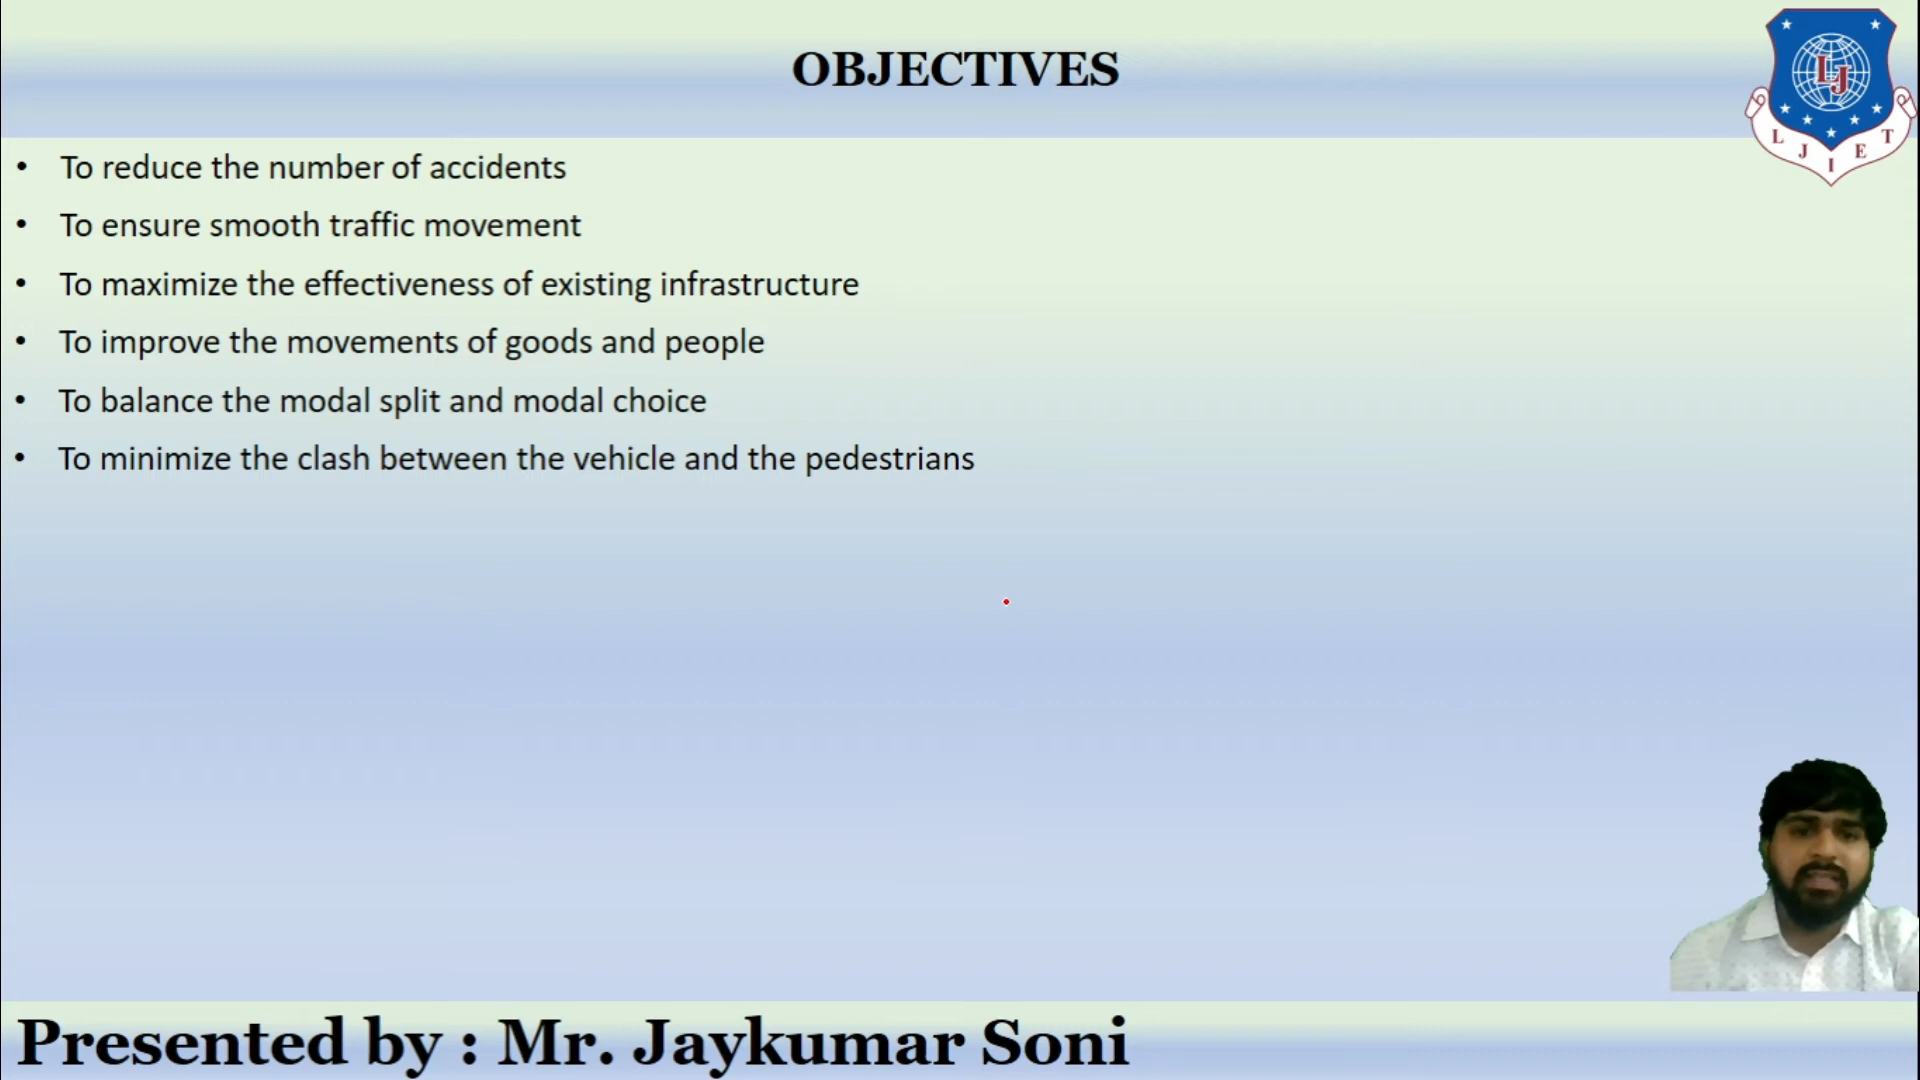 OBJECTIVES
LJ
L J I E T
• To reduce the number of accidents
• To ensure smooth traffic movement
• To maximize the effectiveness of existing infrastructure
• To improve the movements of goods and people
• To balance the modal split and modal choice
• To minimize the clash between the vehicle and the pedestrians
Presented by : Mr. Jaykumar Soni